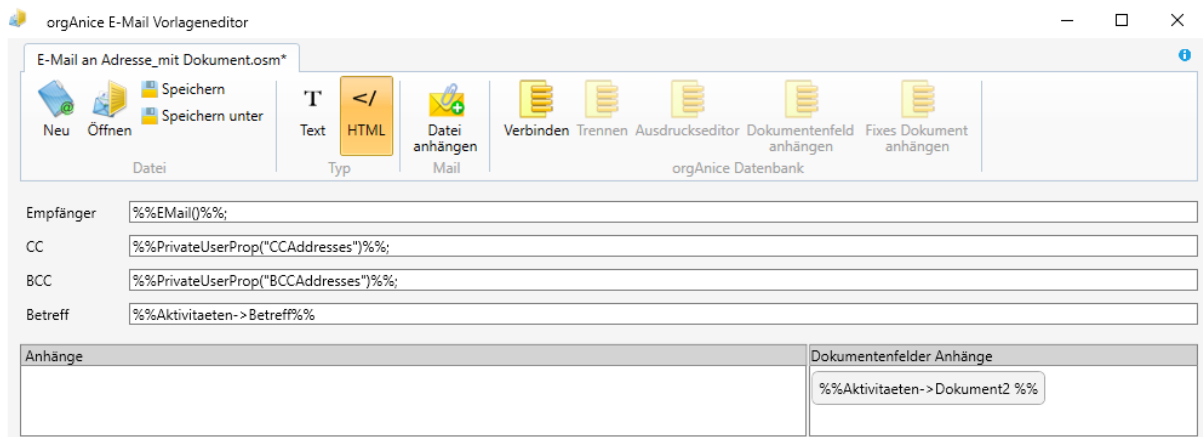 orgAnice E-Mail Vorlageneditor
E-Mail an Adresse_mit Dokument.osm*
Neu
Öffnen
Speichern
Speichern unter
Datei
T
Text
</
HTML
Typ
Datei
anhängen
Mail
Verbinden
Trennen
Ausdruckseditor
Dokumentenfeld
anhängen
Fixes Dokument
anhängen
orgAnice Datenbank
Empfänger %%EMail()%%;
CC %%PrivateUserProp("CCAddresses")%%;
BCC %%PrivateUserProp("BCCAddresses")%%;
Betreff %%Aktivitaeten->Betreff%%
Anhänge
Dokumentenfelder Anhänge
%%Aktivitaeten->Dokument2 %%